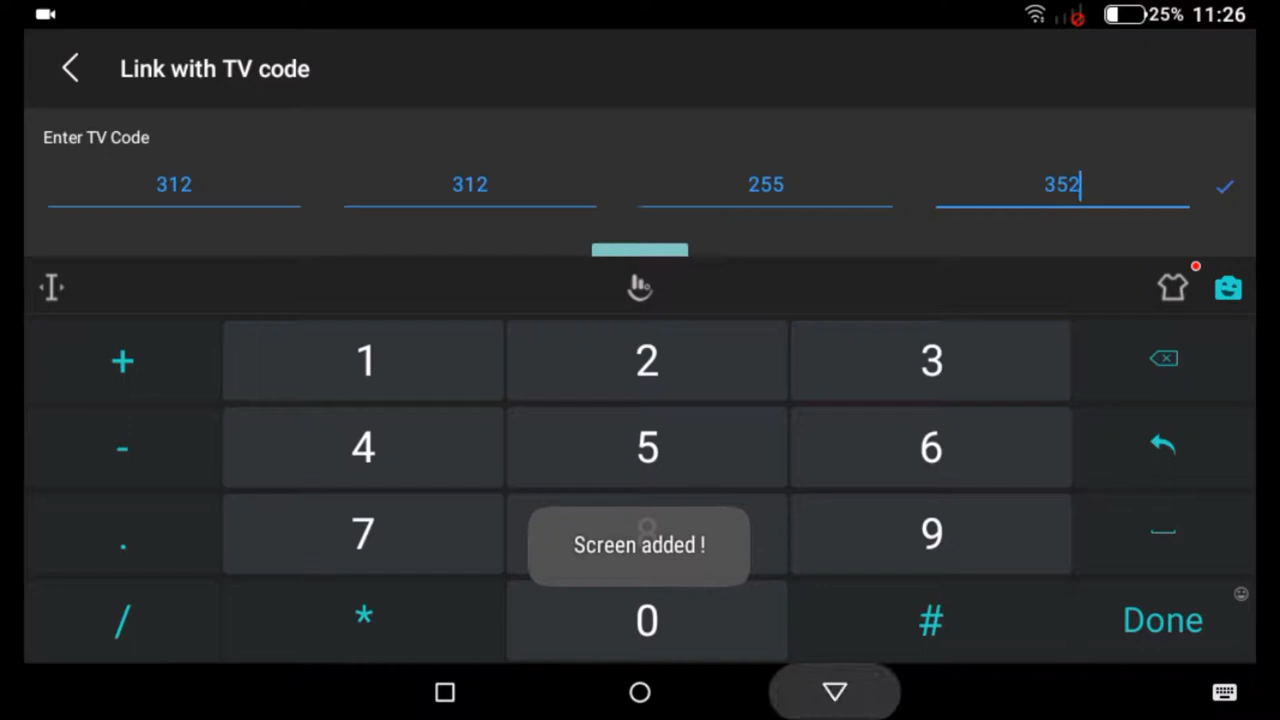 25% 11:26
Link with TV code
Enter TV Code
312 312 255 352
+ 1 2 3
- 4 5 6
. 7 8 9
Screen added !
/ * 0 # Done